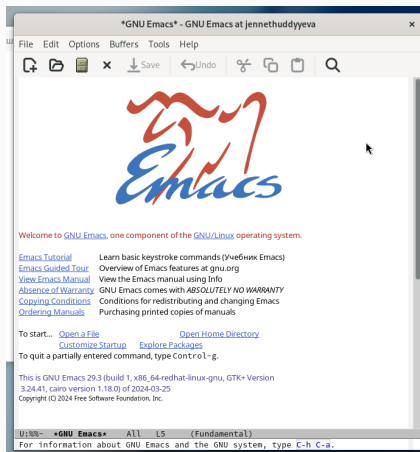 *GNU Emacs* - GNU Emacs at jennethuddyyeva
File Edit Options Buffers Tools Help
Save Undo
Emacs
Welcome to GNU Emacs, one component of the GNU/Linux operating system.
Emacs Tutorial Learn basic keystroke commands (Учебник Emacs)
Emacs Guided Tour Overview of Emacs features at gnu.org
View Emacs Manual View the Emacs manual using Info
Absence of Warranty GNU Emacs comes with ABSOLUTELY NO WARRANTY
Copying Conditions Conditions for redistributing and changing Emacs
Ordering Manuals Purchasing printed copies of manuals
To start... Open a File Open Home Directory
Customize Startup Explore Packages
To quit a partially entered command, type Control-g.
This is GNU Emacs 29.3 (build 1, x86_64-redhat-linux-gnu, GTK+ Version
3.24.41, cairo version 1.18.0) of 2024-03-25
Copyright (C) 2024 Free Software Foundation, Inc.
U:%%- *GNU Emacs* All L5 (Fundamental)
For information about GNU Emacs and the GNU system, type C-h C-a.